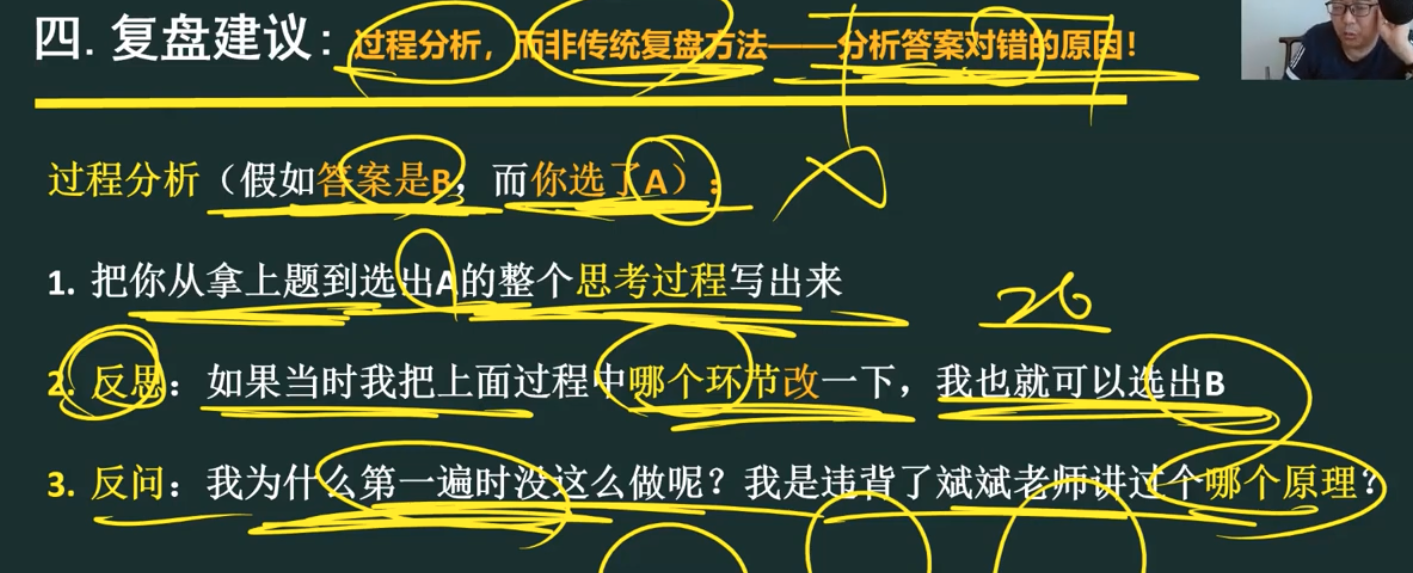 四. 复盘建议：过程分析，而非传统复盘方法——分析答案对错的原因！
过程分析（假如答案是B，而你选了A）：
1. 把你从拿上题到选出A的整个思考过程写出来
26
2. 反思：如果当时我把上面过程中哪个环节改一下，我也就可以选出B
3. 反问：我为什么第一遍时没这么做呢？我是违背了斌斌老师讲过个哪个原理？